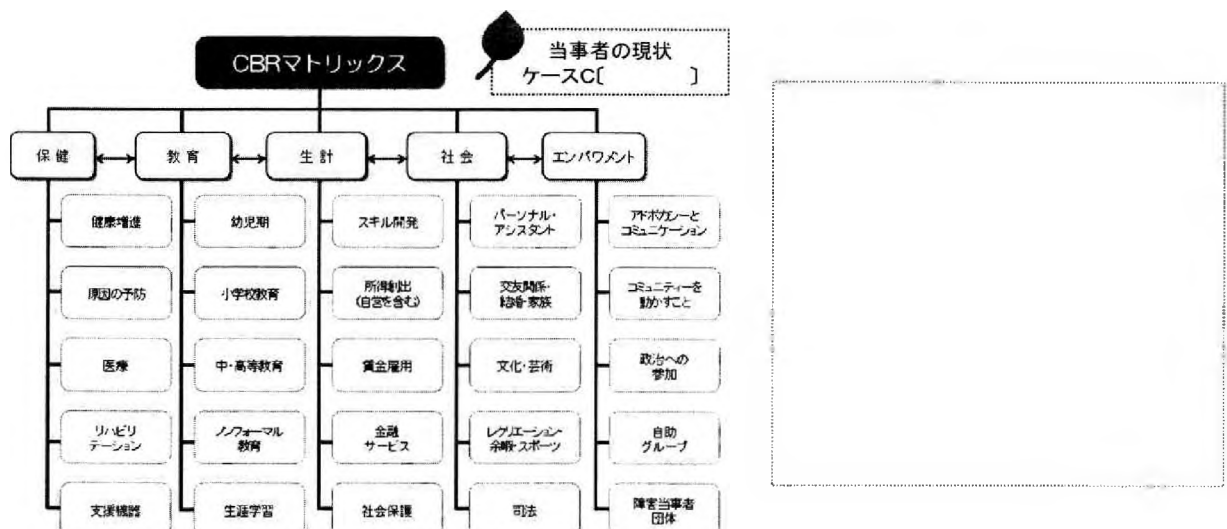 CBRマトリックス
当事者の現状
ケースC〔 〕
保健
教育
生計
社会
エンパワメント
健康増進
幼児期
スキル開発
パーソナル・
アシスタント
アドボカシーと
コミュニケーション
原因の予防
小学校教育
所得創出
(自営を含む)
交友関係・
結婚・家族
コミュニティーを
動かすこと
医療
中・高等教育
賃金雇用
文化・芸術
政治への
参加
リハビリ
テーション
ノンフォーマル
教育
金融
サービス
レクリエーション・
余暇・スポーツ
自助
グループ
支援機器
生涯学習
社会保護
司法
障害当事者
団体